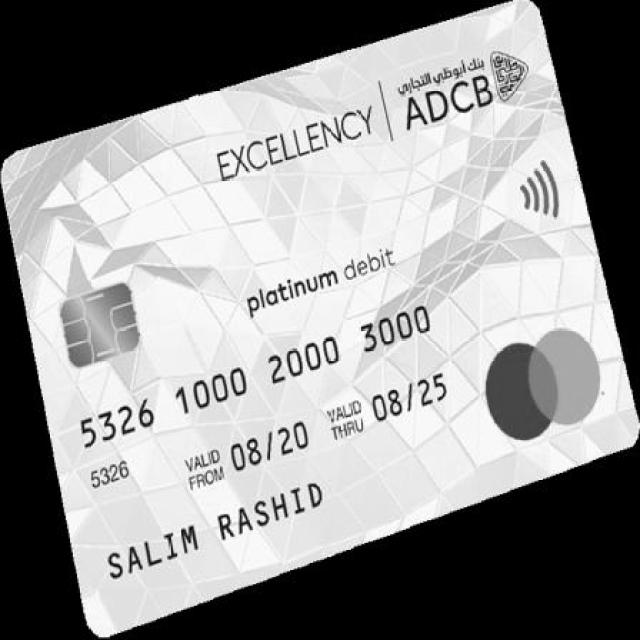 EXCELLENCY
بنك أبوظبي التجاري
ADCB
platinum debit
5326 1000 2000 3000
5326
VALID FROM 08/20 VALID THRU 08/25
SALIM RASHID